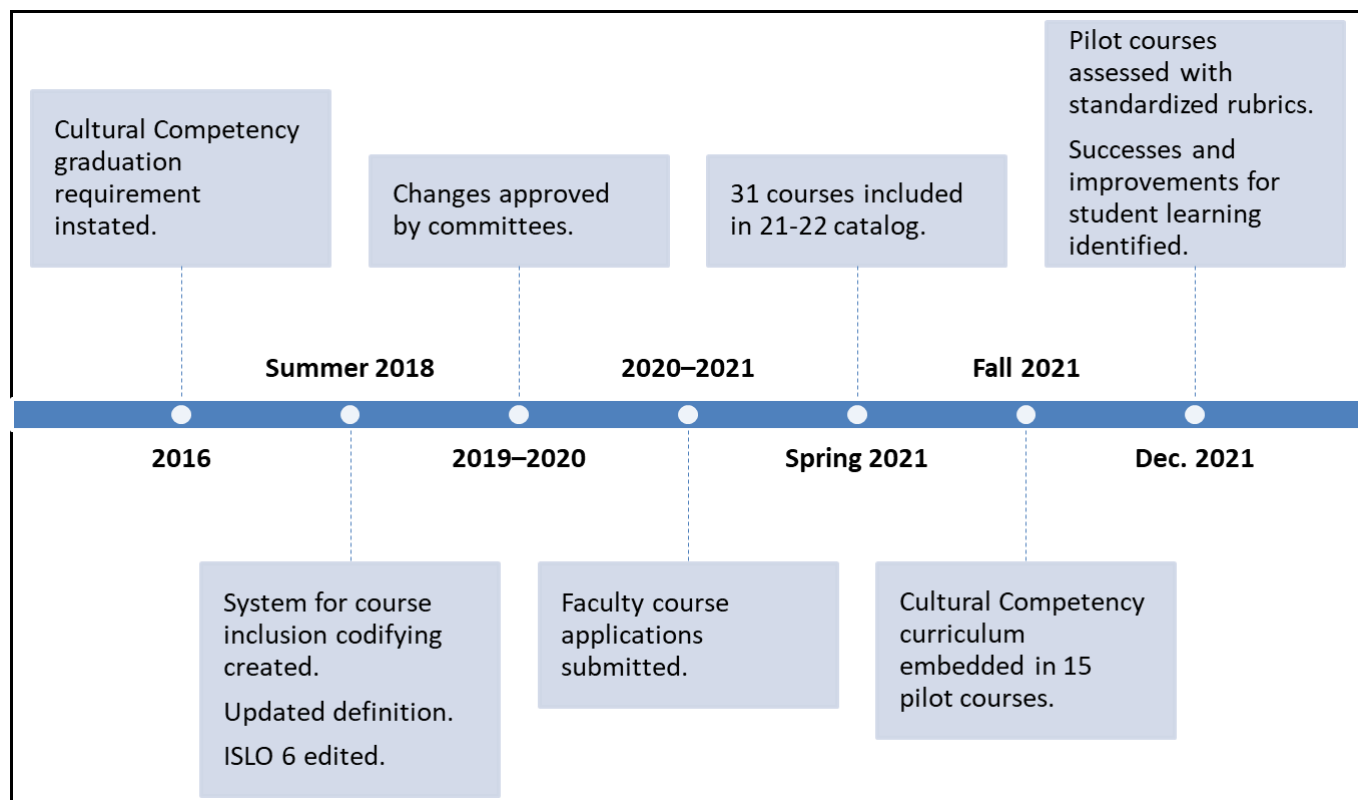 Cultural Competency
graduation
requirement
instated.
Changes approved
by committees.
31 courses included
in 21-22 catalog.
Pilot courses
assessed with
standardized rubrics.
Successes and
improvements for
student learning
identified.
Summer 2018
2020–2021
Fall 2021
2016
2019–2020
Spring 2021
Dec. 2021
System for course
inclusion codifying
created.
Updated definition.
ISLO 6 edited.
Faculty course
applications
submitted.
Cultural Competency
curriculum
embedded in 15
pilot courses.